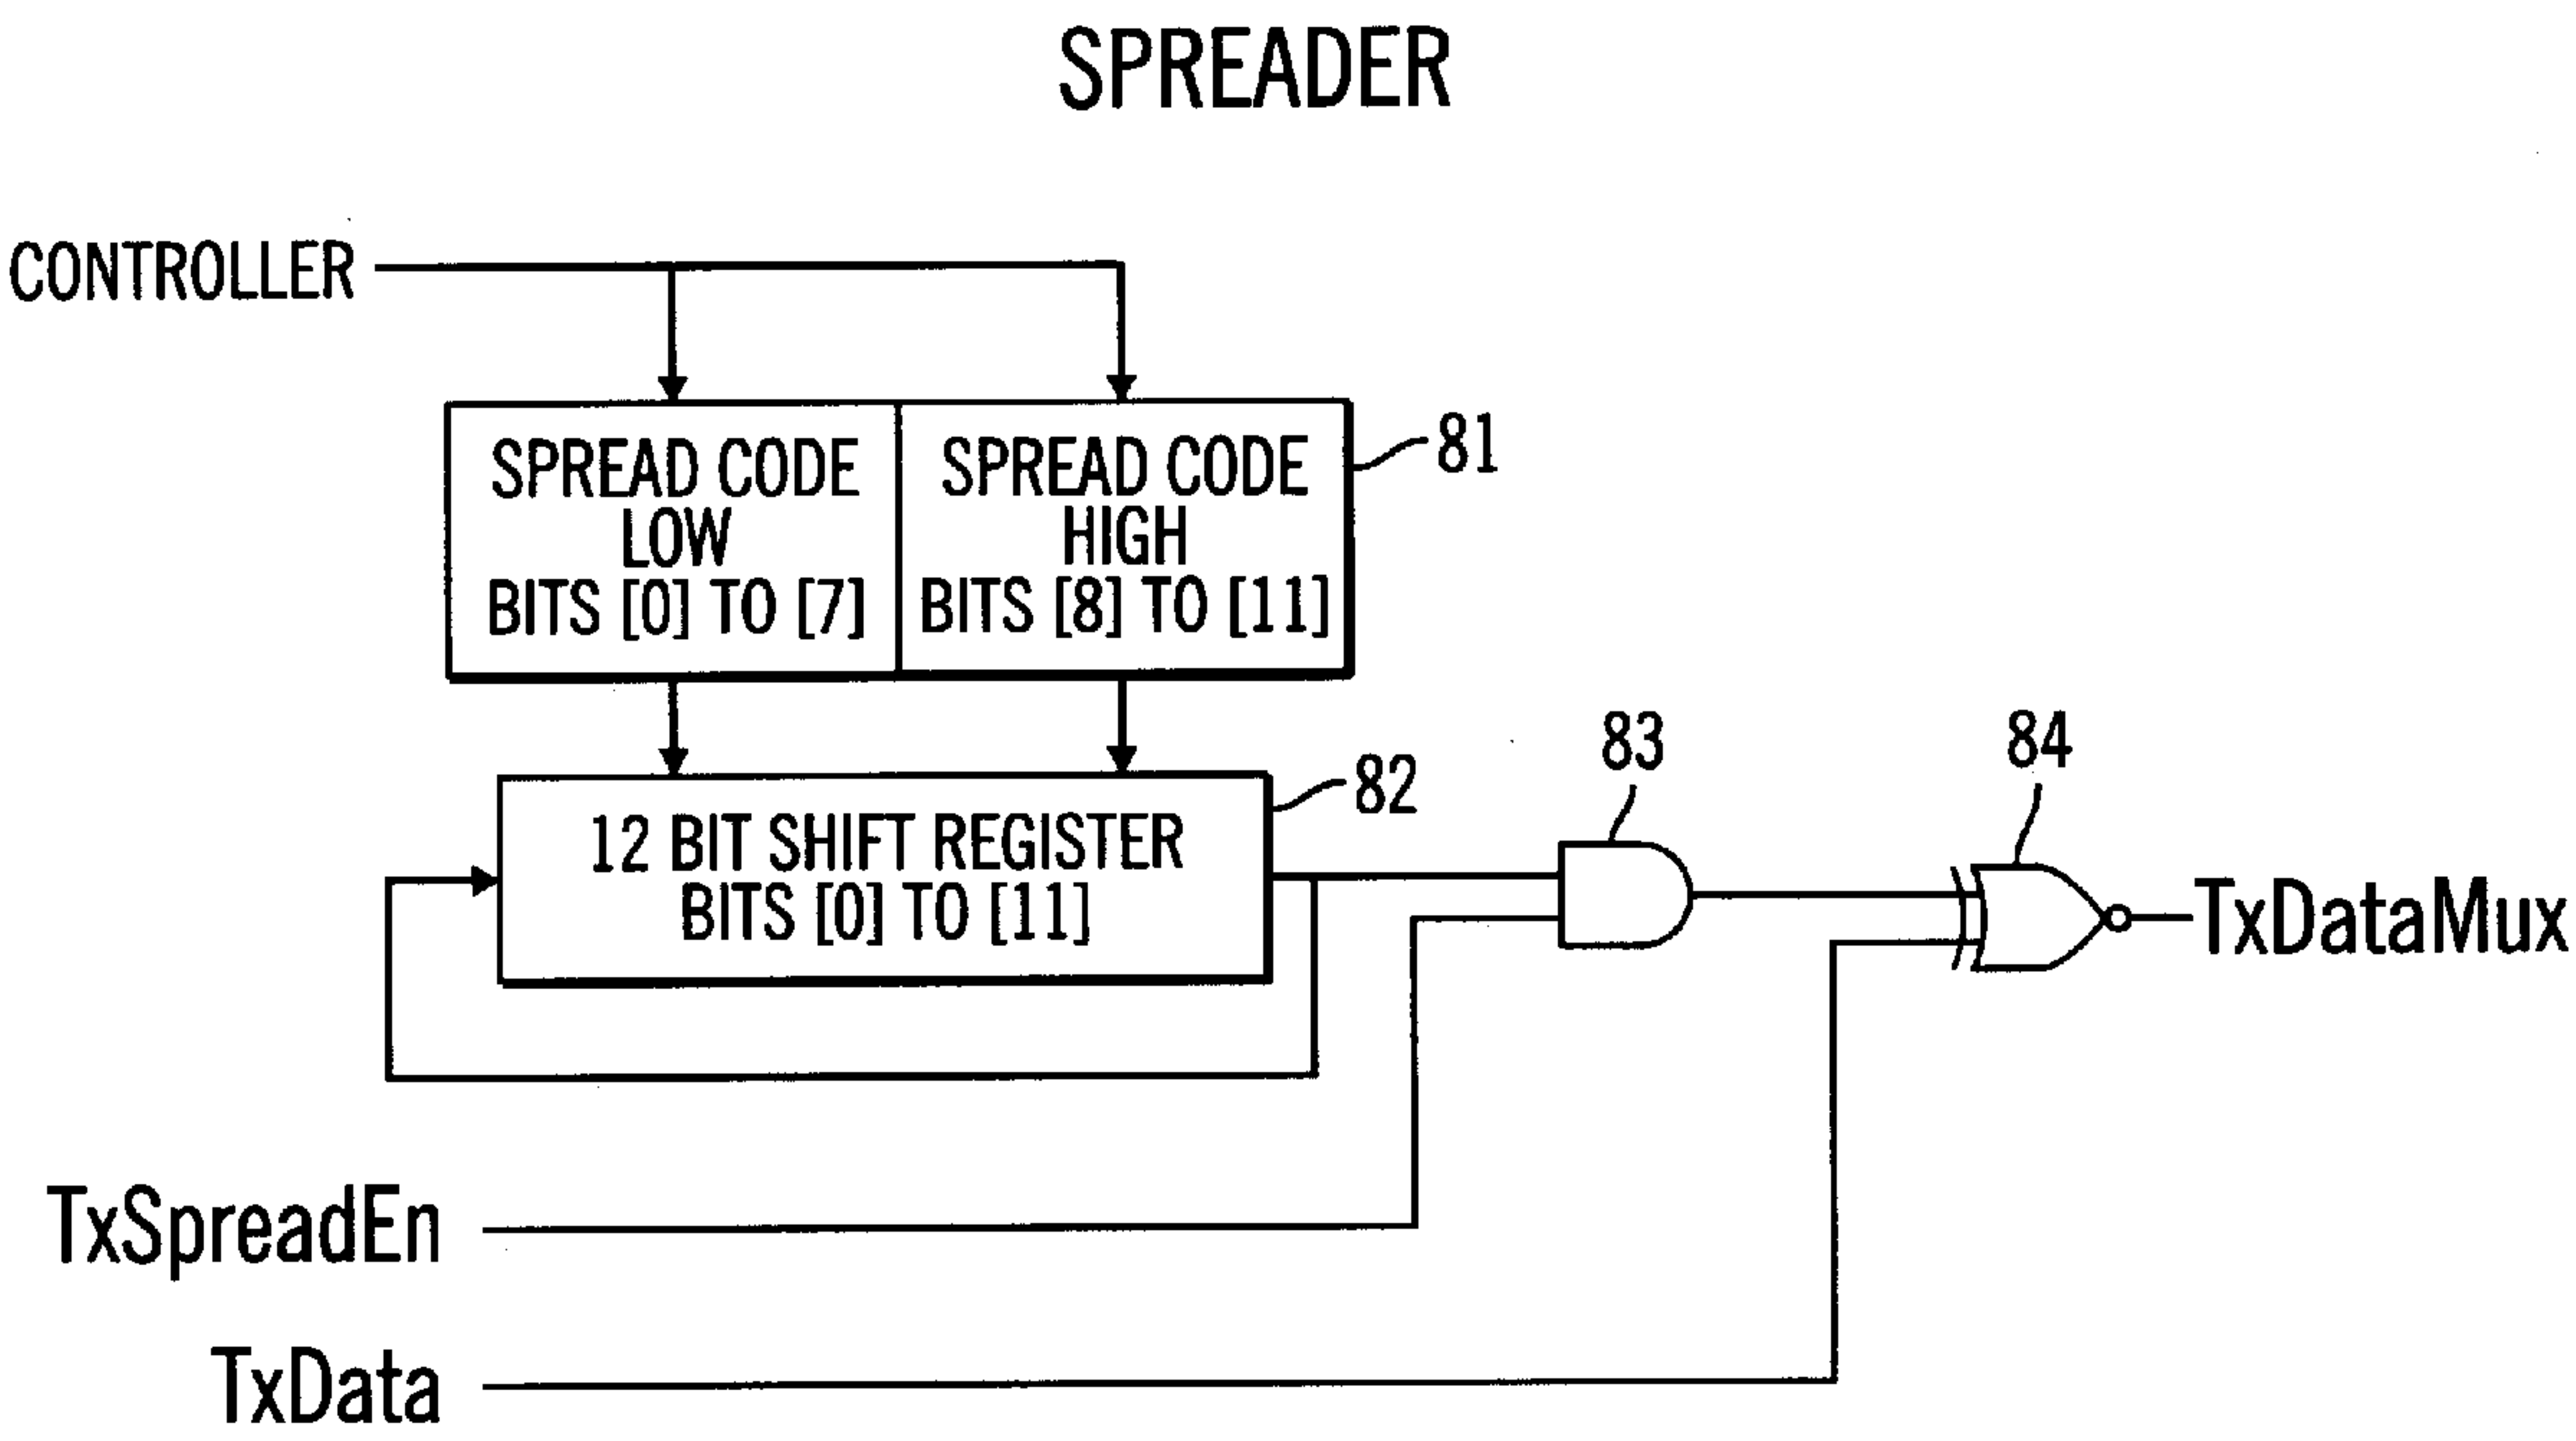 SPREADER
CONTROLLER
SPREAD CODE
LOW
BITS [0] TO [7]
SPREAD CODE
HIGH
BITS [8] TO [11]
81
12 BIT SHIFT REGISTER
BITS [0] TO [11]
82
83
84
TxDataMux
TxSpreadEn
TxData